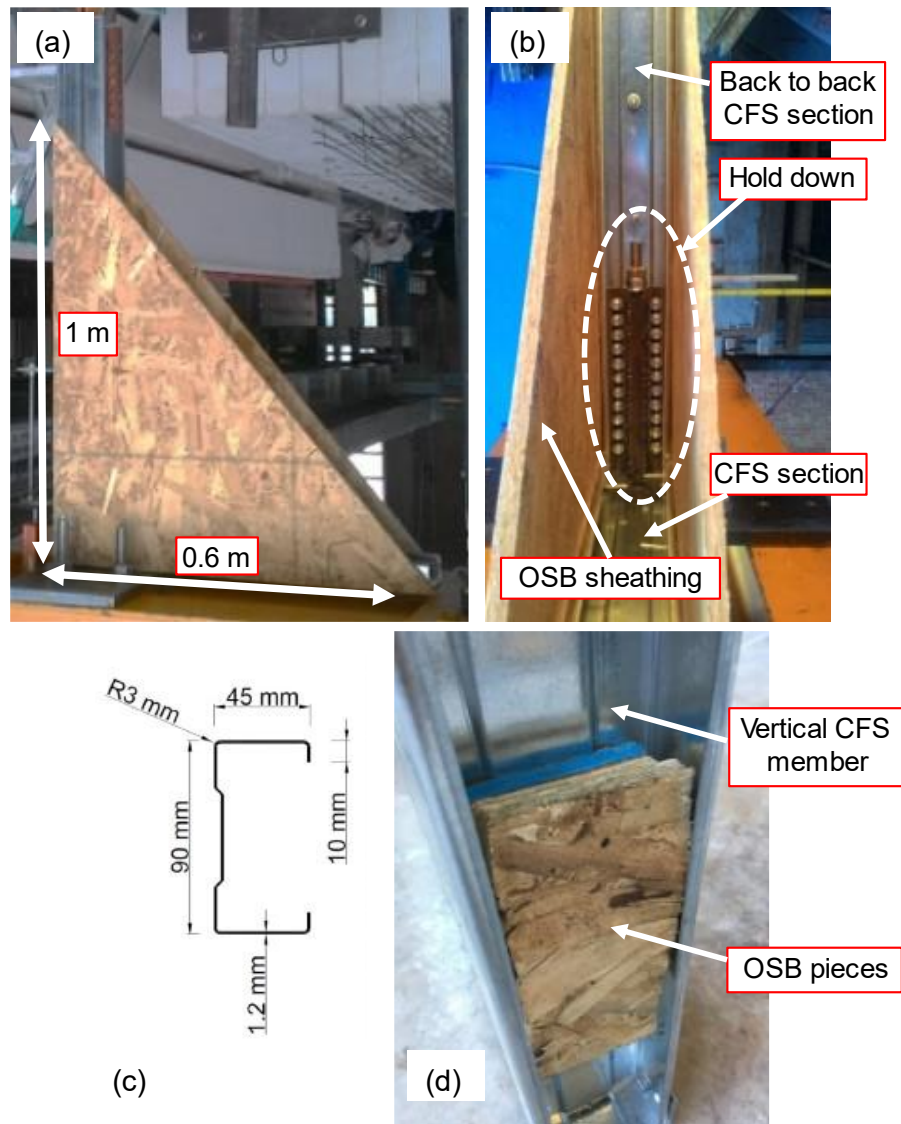 (a)
1 m
0.6 m
(b)
Back to back
CFS section
Hold down
CFS section
OSB sheathing
R3 mm
45 mm
90 mm
10 mm
1.2 mm
(c)
Vertical CFS
member
OSB pieces
(d)